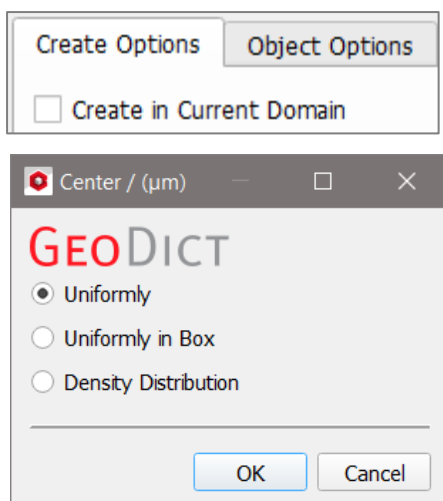 Create Options Object Options
Create in Current Domain
Center / (µm)
GEODICT
Uniformly
Uniformly in Box
Density Distribution
OK Cancel